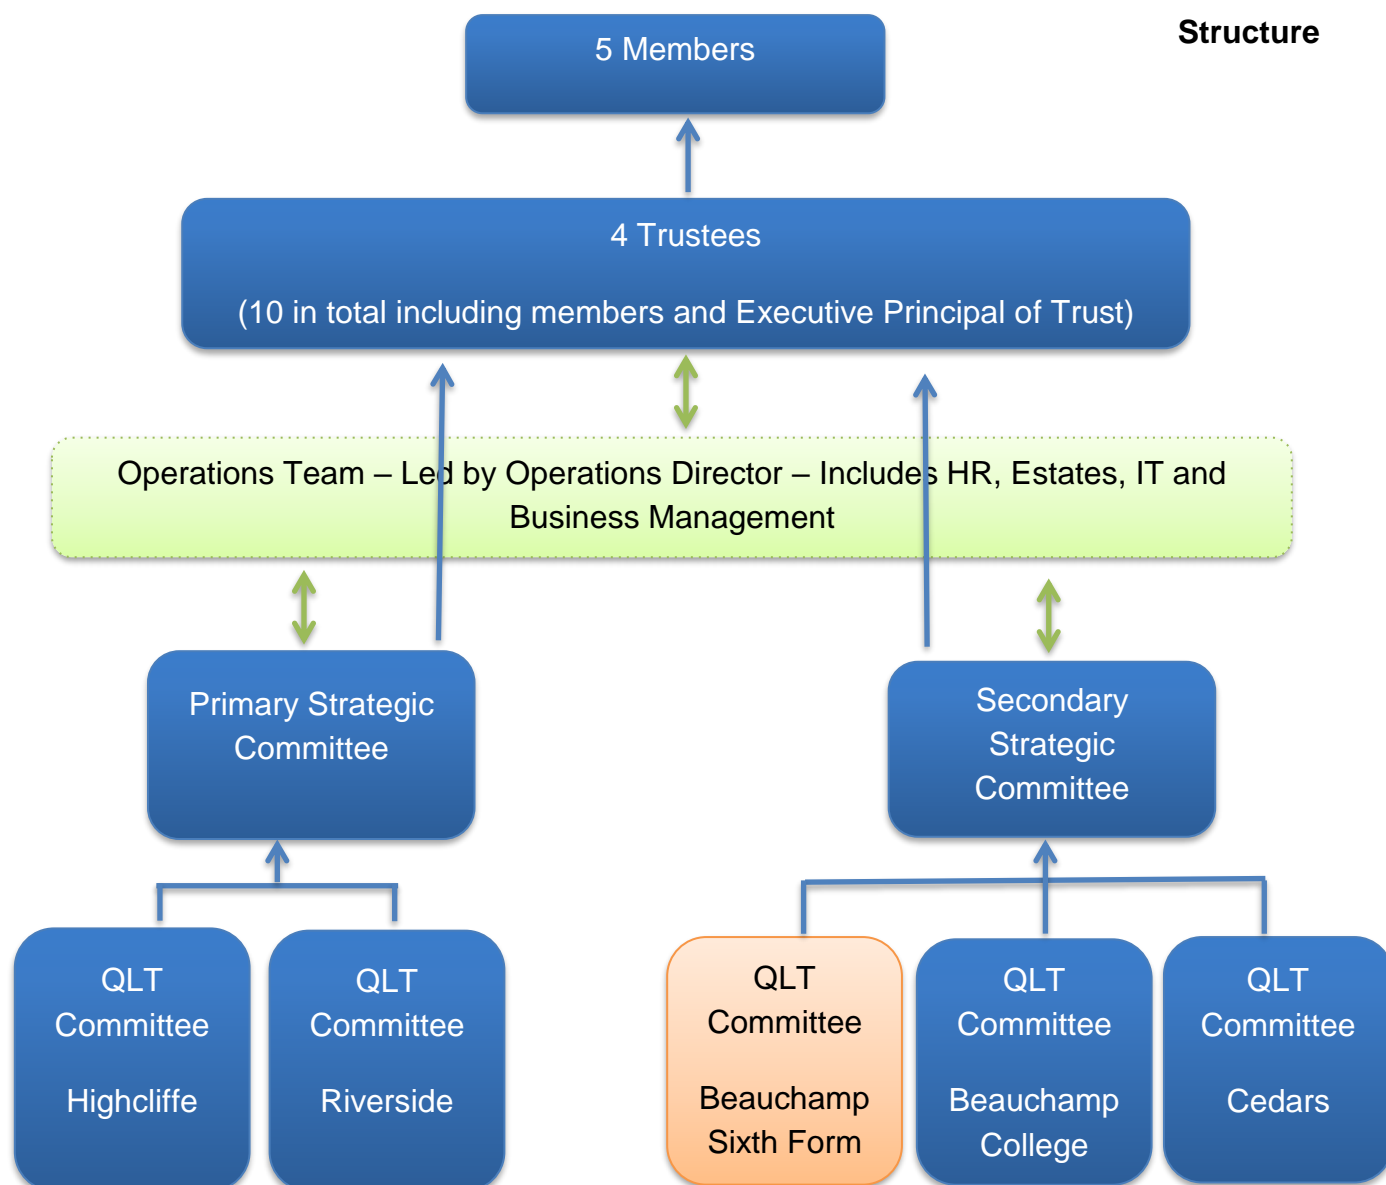 Structure
5 Members
4 Trustees
(10 in total including members and Executive Principal of Trust)
Operations Team – Led by Operations Director – Includes HR, Estates, IT and
Business Management
Primary Strategic
Committee
Secondary
Strategic
Committee
QLT
Committee
Highcliffe
QLT
Committee
Riverside
QLT
Committee
Beauchamp
Sixth Form
QLT
Committee
Beauchamp
College
QLT
Committee
Cedars